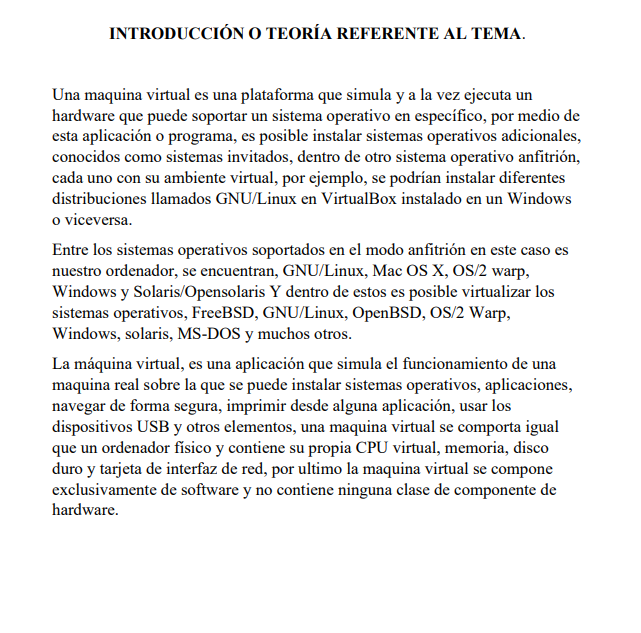 INTRODUCCIÓN O TEORÍA REFERENTE AL TEMA.
Una maquina virtual es una plataforma que simula y a la vez ejecuta un
hardware que puede soportar un sistema operativo en específico, por medio de
esta aplicación o programa, es posible instalar sistemas operativos adicionales,
conocidos como sistemas invitados, dentro de otro sistema operativo anfitrión,
cada uno con su ambiente virtual, por ejemplo, se podrían instalar diferentes
distribuciones llamados GNU/Linux en VirtualBox instalado en un Windows
o viceversa.
Entre los sistemas operativos soportados en el modo anfitrión en este caso es
nuestro ordenador, se encuentran, GNU/Linux, Mac OS X, OS/2 warp,
Windows y Solaris/Opensolaris Y dentro de estos es posible virtualizar los
sistemas operativos, FreeBSD, GNU/Linux, OpenBSD, OS/2 Warp,
Windows, solaris, MS-DOS y muchos otros.
La máquina virtual, es una aplicación que simula el funcionamiento de una
maquina real sobre la que se puede instalar sistemas operativos, aplicaciones,
navegar de forma segura, imprimir desde alguna aplicación, usar los
dispositivos USB y otros elementos, una maquina virtual se comporta igual
que un ordenador físico y contiene su propia CPU virtual, memoria, disco
duro y tarjeta de interfaz de red, por ultimo la maquina virtual se compone
exclusivamente de software y no contiene ninguna clase de componente de
hardware.